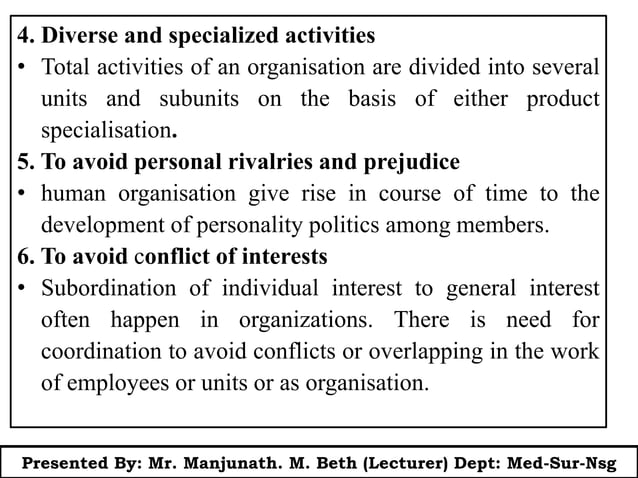 4. Diverse and specialized activities
• Total activities of an organisation are divided into several
units and subunits on the basis of either product
specialisation.
5. To avoid personal rivalries and prejudice
• human organisation give rise in course of time to the
development of personality politics among members.
6. To avoid conflict of interests
• Subordination of individual interest to general interest
often happen in organizations. There is need for
coordination to avoid conflicts or overlapping in the work
of employees or units or as organisation.
Presented By: Mr. Manjunath. M. Beth (Lecturer) Dept: Med-Sur-Nsg